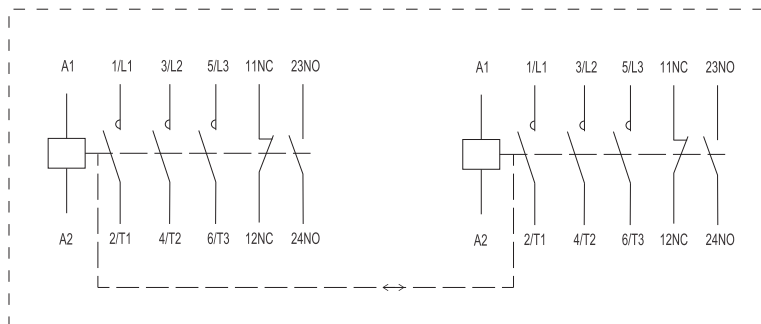 A1 1/L1 3/L2 5/L3 11NC 23NO
A2 2/T1 4/T2 6/T3 12NC 24NO
A1 1/L1 3/L2 5/L3 11NC 23NO
A2 2/T1 4/T2 6/T3 12NC 24NO